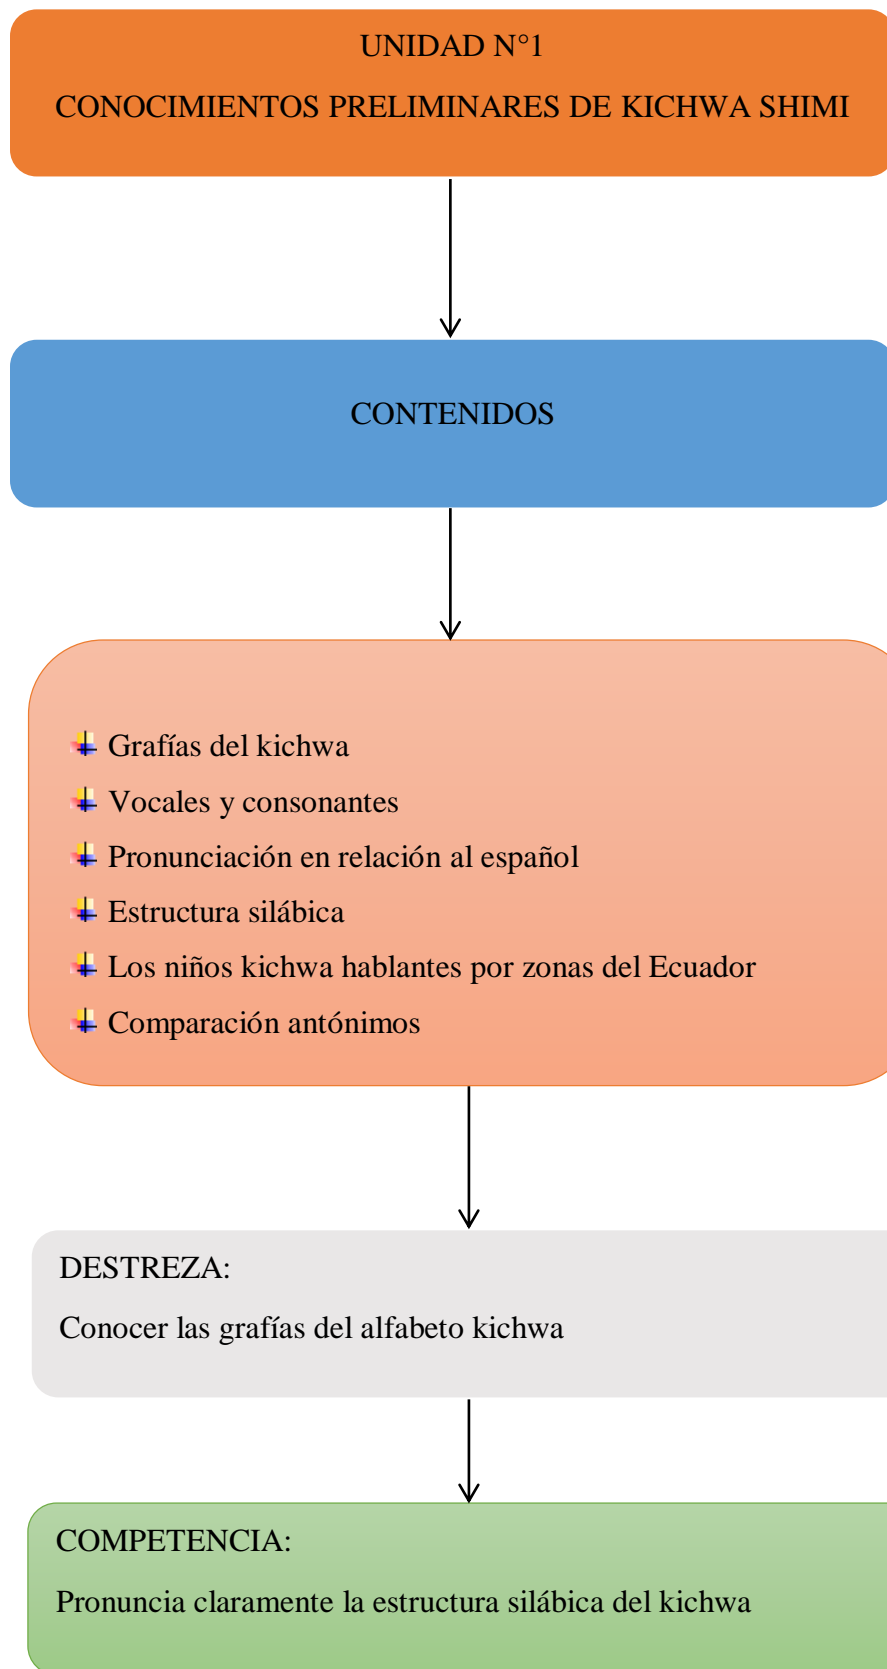 UNIDAD N°1
CONOCIMIENTOS PRELIMINARES DE KICHWA SHIMI
CONTENIDOS
Grafías del kichwa
Vocales y consonantes
Pronunciación en relación al español
Estructura silábica
Los niños kichwa hablantes por zonas del Ecuador
Comparación antónimos
DESTREZA:
Conocer las grafías del alfabeto kichwa
COMPETENCIA:
Pronuncia claramente la estructura silábica del kichwa